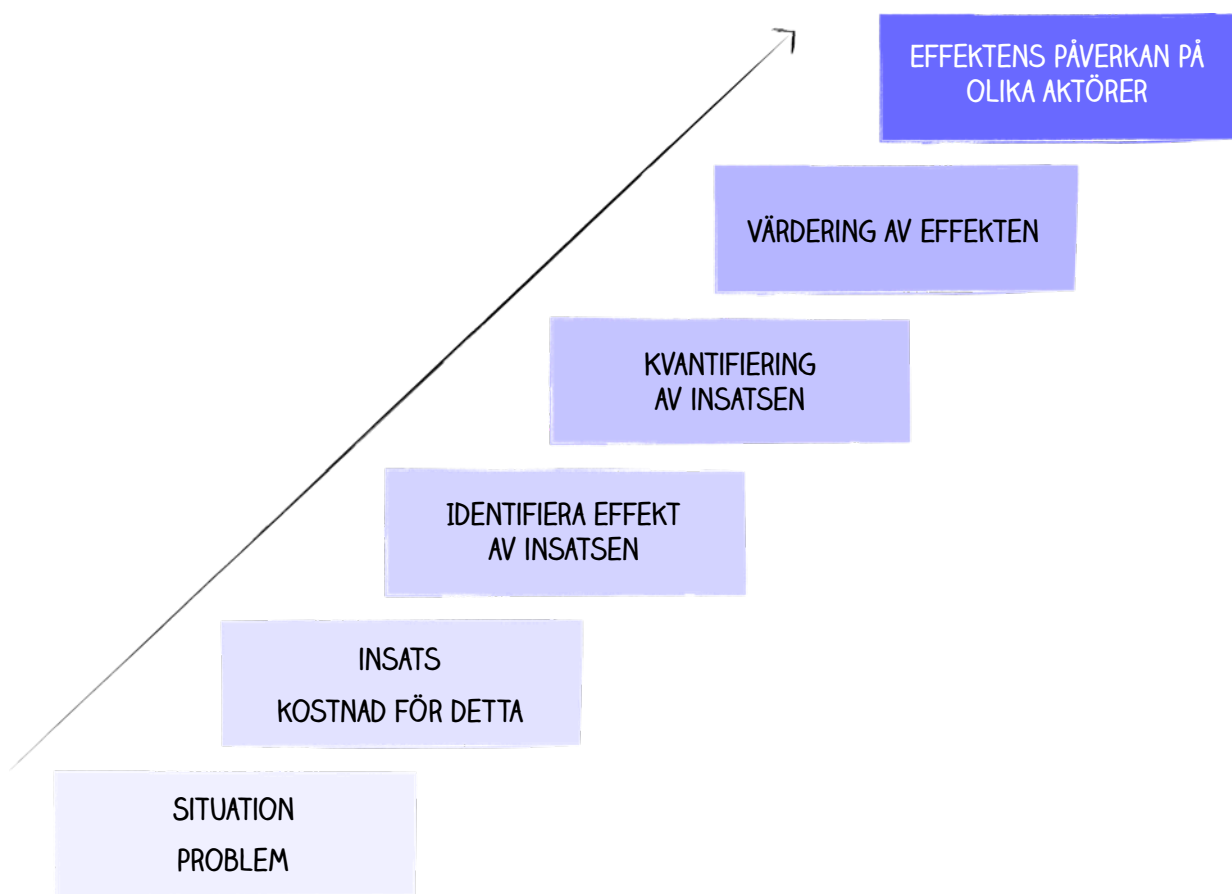 EFFEKTENS PÅVERKAN PÅ
OLIKA AKTÖRER
VÄRDERING AV EFFEKTEN
KVANTIFIERING
AV INSATSEN
IDENTIFIERA EFFEKT
AV INSATSEN
INSATS
KOSTNAD FÖR DETTA
SITUATION
PROBLEM